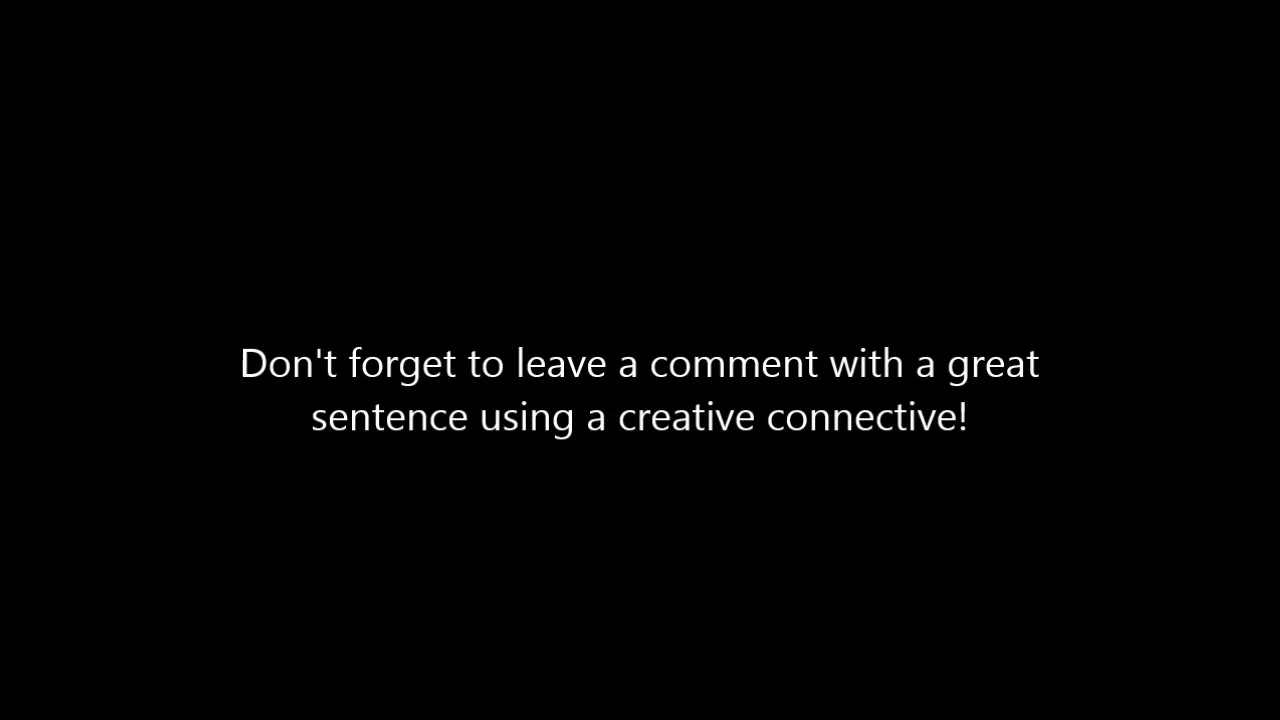 Don't forget to leave a comment with a great
sentence using a creative connective!